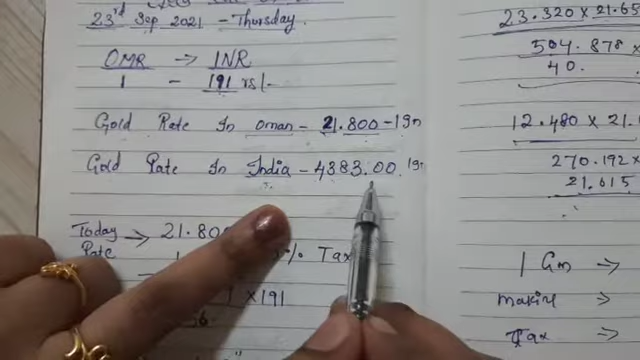 23rd Sep 2021 - Thursday.
OMR → INR
1 - 191 rs/-
Gold Rate In Oman - 21.800 - 1gm
Gold Rate In India - 4383.00. 1gm
Today Rate → 21.80
% Tax
× 191
23.320 × 21.65
504.878 ×
40.
12.480 × 21.
270.192 ×
21.615
1 Gm →
making →
Tax →